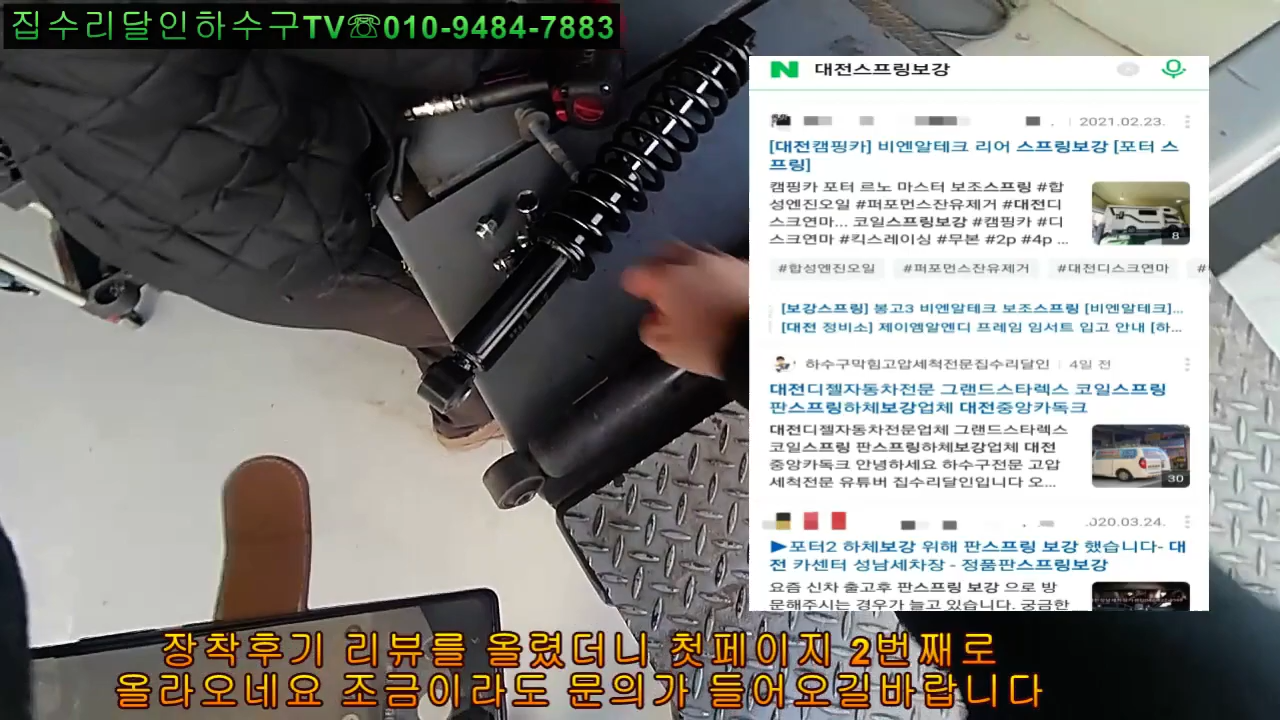 집수리달인하수구TV☏010-9484-7883
N 대전스프링보강
2021.02.23.
[대전캠핑카] 비엔알테크 리어 스프링보강 [포터 스
프링]
캠핑카 포터 르노 마스터 보조스프링 #합
성엔진오일 #퍼포먼스잔유제거 #대전디
스크연마... 코일스프링보강 #캠핑카 #디
스크연마 #킥스레이싱 #무본 #2p #4p ...
8
#합성엔진오일 #퍼포먼스잔유제거 #대전디스크연마 #
[보강스프링] 봉고3 비엔알테크 보조스프링 [비엔알테크]...
[대전 정비소] 제이엠알앤디 프레임 임서트 입고 안내 [하...
하수구막힘고압세척전문집수리달인 4일 전
대전디젤자동차전문 그랜드스타렉스 코일스프링
판스프링하체보강업체 대전중앙카독크
대전디젤자동차전문업체 그랜드스타렉스
코일스프링 판스프링하체보강업체 대전
중앙카독크 안녕하세요 하수구전문 고압
세척전문 유튜버 집수리달인입니다 오...
30
2020.03.24.
▶포터2 하체보강 위해 판스프링 보강 했습니다- 대
전 카센터 성남세차장 - 정품판스프링보강
요즘 신차 출고후 판스프링 보강 으로 방
문해주시는 경우가 늘고 있습니다. 궁금한
장착후기 리뷰를 올렸더니 첫페이지 2번째로
올라오네요 조금이라도 문의가 들어오길바랍니다